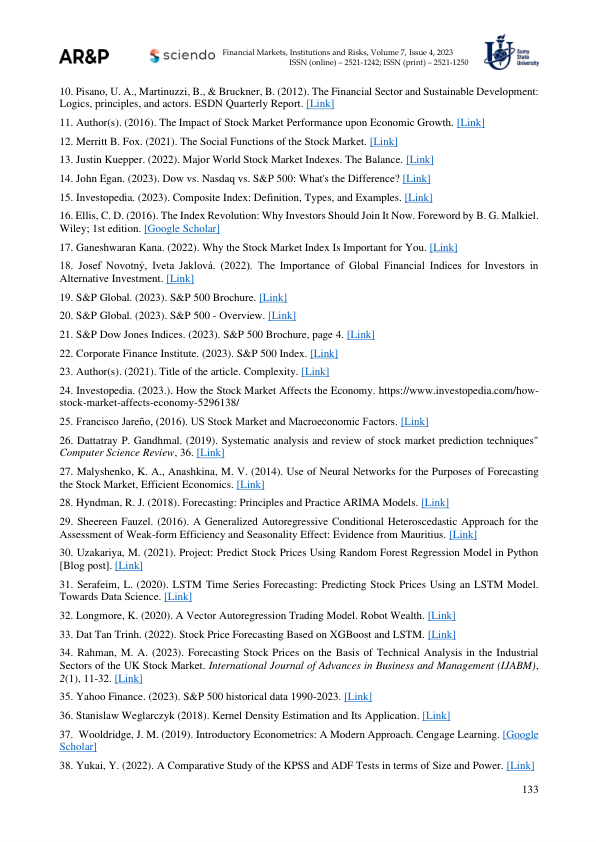 AR&P
sciendo
Financial Markets, Institutions and Risks, Volume 7, Issue 4, 2023
ISSN (online) – 2521-1242; ISSN (print) – 2521-1250
Sumy
State
University
10. Pisano, U. A., Martinuzzi, B., & Bruckner, B. (2012). The Financial Sector and Sustainable Development:
Logics, principles, and actors. ESDN Quarterly Report. [Link]
11. Author(s). (2016). The Impact of Stock Market Performance upon Economic Growth. [Link]
12. Merritt B. Fox. (2021). The Social Functions of the Stock Market. [Link]
13. Justin Kuepper. (2022). Major World Stock Market Indexes. The Balance. [Link]
14. John Egan. (2023). Dow vs. Nasdaq vs. S&P 500: What's the Difference? [Link]
15. Investopedia. (2023). Composite Index: Definition, Types, and Examples. [Link]
16. Ellis, C. D. (2016). The Index Revolution: Why Investors Should Join It Now. Foreword by B. G. Malkiel.
Wiley; 1st edition. [Google Scholar]
17. Ganeshwaran Kana. (2022). Why the Stock Market Index Is Important for You. [Link]
18. Josef Novotný, Iveta Jaklová. (2022). The Importance of Global Financial Indices for Investors in
Alternative Investment. [Link]
19. S&P Global. (2023). S&P 500 Brochure. [Link]
20. S&P Global. (2023). S&P 500 - Overview. [Link]
21. S&P Dow Jones Indices. (2023). S&P 500 Brochure, page 4. [Link]
22. Corporate Finance Institute. (2023). S&P 500 Index. [Link]
23. Author(s). (2021). Title of the article. Complexity. [Link]
24. Investopedia. (2023.). How the Stock Market Affects the Economy. https://www.investopedia.com/how-
stock-market-affects-economy-5296138/
25. Francisco Jareño, (2016). US Stock Market and Macroeconomic Factors. [Link]
26. Dattatray P. Gandhmal. (2019). Systematic analysis and review of stock market prediction techniques"
Computer Science Review, 36. [Link]
27. Malyshenko, K. A., Anashkina, M. V. (2014). Use of Neural Networks for the Purposes of Forecasting
the Stock Market, Efficient Economics. [Link]
28. Hyndman, R. J. (2018). Forecasting: Principles and Practice ARIMA Models. [Link]
29. Sheereen Fauzel. (2016). A Generalized Autoregressive Conditional Heteroscedastic Approach for the
Assessment of Weak-form Efficiency and Seasonality Effect: Evidence from Mauritius. [Link]
30. Uzakariya, M. (2021). Project: Predict Stock Prices Using Random Forest Regression Model in Python
[Blog post]. [Link]
31. Serafeim, L. (2020). LSTM Time Series Forecasting: Predicting Stock Prices Using an LSTM Model.
Towards Data Science. [Link]
32. Longmore, K. (2020). A Vector Autoregression Trading Model. Robot Wealth. [Link]
33. Dat Tan Trinh. (2022). Stock Price Forecasting Based on XGBoost and LSTM. [Link]
34. Rahman, M. A. (2023). Forecasting Stock Prices on the Basis of Technical Analysis in the Industrial
Sectors of the UK Stock Market. International Journal of Advances in Business and Management (IJABM),
2(1), 11-32. [Link]
35. Yahoo Finance. (2023). S&P 500 historical data 1990-2023. [Link]
36. Stanislaw Weglarczyk (2018). Kernel Density Estimation and Its Application. [Link]
37. Wooldridge, J. M. (2019). Introductory Econometrics: A Modern Approach. Cengage Learning. [Google
Scholar]
38. Yukai, Y. (2022). A Comparative Study of the KPSS and ADF Tests in terms of Size and Power. [Link]
133